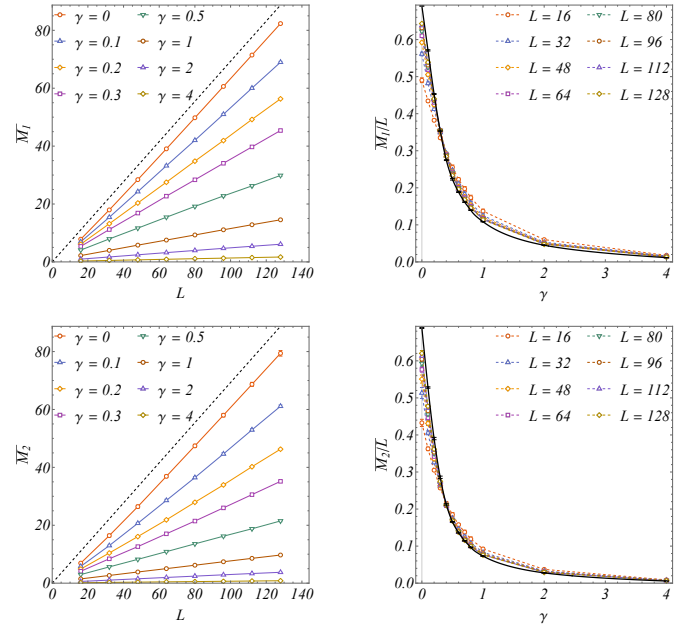 γ = 0
γ = 0.5
γ = 0.1
γ = 1
γ = 0.2
γ = 2
γ = 0.3
γ = 4
M̅₁
80
60
40
20
0
0 20 40 60 80 100 120 140
L
L = 16
L = 80
L = 32
L = 96
L = 48
L = 112
L = 64
L = 128
M̅₁/L
0.6
0.5
0.4
0.3
0.2
0.1
0.0
0 1 2 3 4
γ
γ = 0
γ = 0.5
γ = 0.1
γ = 1
γ = 0.2
γ = 2
γ = 0.3
γ = 4
M̅₂
80
60
40
20
0
0 20 40 60 80 100 120 140
L
L = 16
L = 80
L = 32
L = 96
L = 48
L = 112
L = 64
L = 128
M̅₂/L
0.6
0.5
0.4
0.3
0.2
0.1
0.0
0 1 2 3 4
γ